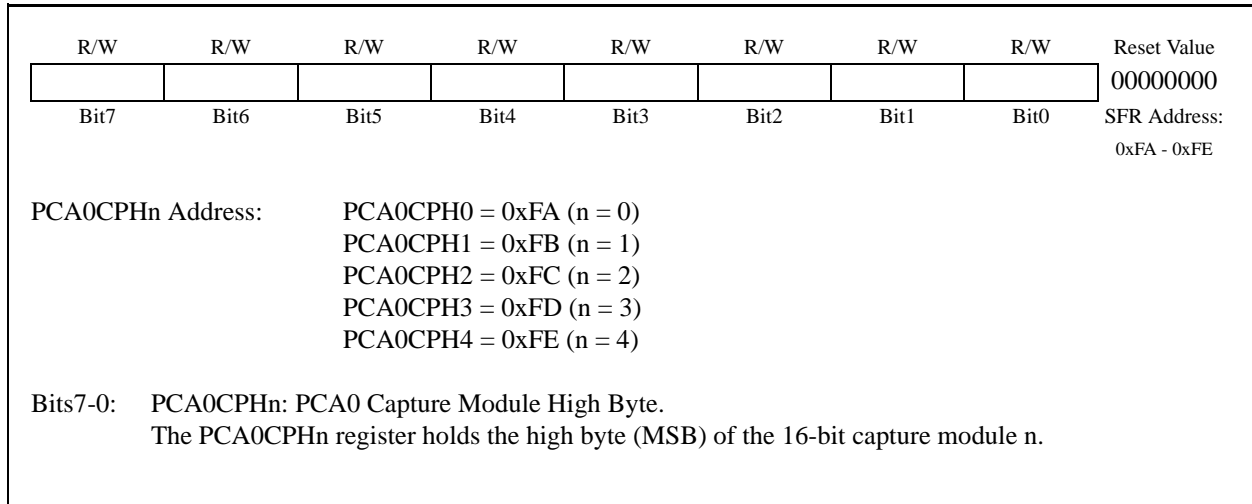 R/W R/W R/W R/W R/W R/W R/W R/W Reset Value
00000000
Bit7 Bit6 Bit5 Bit4 Bit3 Bit2 Bit1 Bit0 SFR Address:
0xFA - 0xFE
PCA0CPHn Address: PCA0CPH0 = 0xFA (n = 0)
PCA0CPH1 = 0xFB (n = 1)
PCA0CPH2 = 0xFC (n = 2)
PCA0CPH3 = 0xFD (n = 3)
PCA0CPH4 = 0xFE (n = 4)
Bits7-0: PCA0CPHn: PCA0 Capture Module High Byte.
The PCA0CPHn register holds the high byte (MSB) of the 16-bit capture module n.